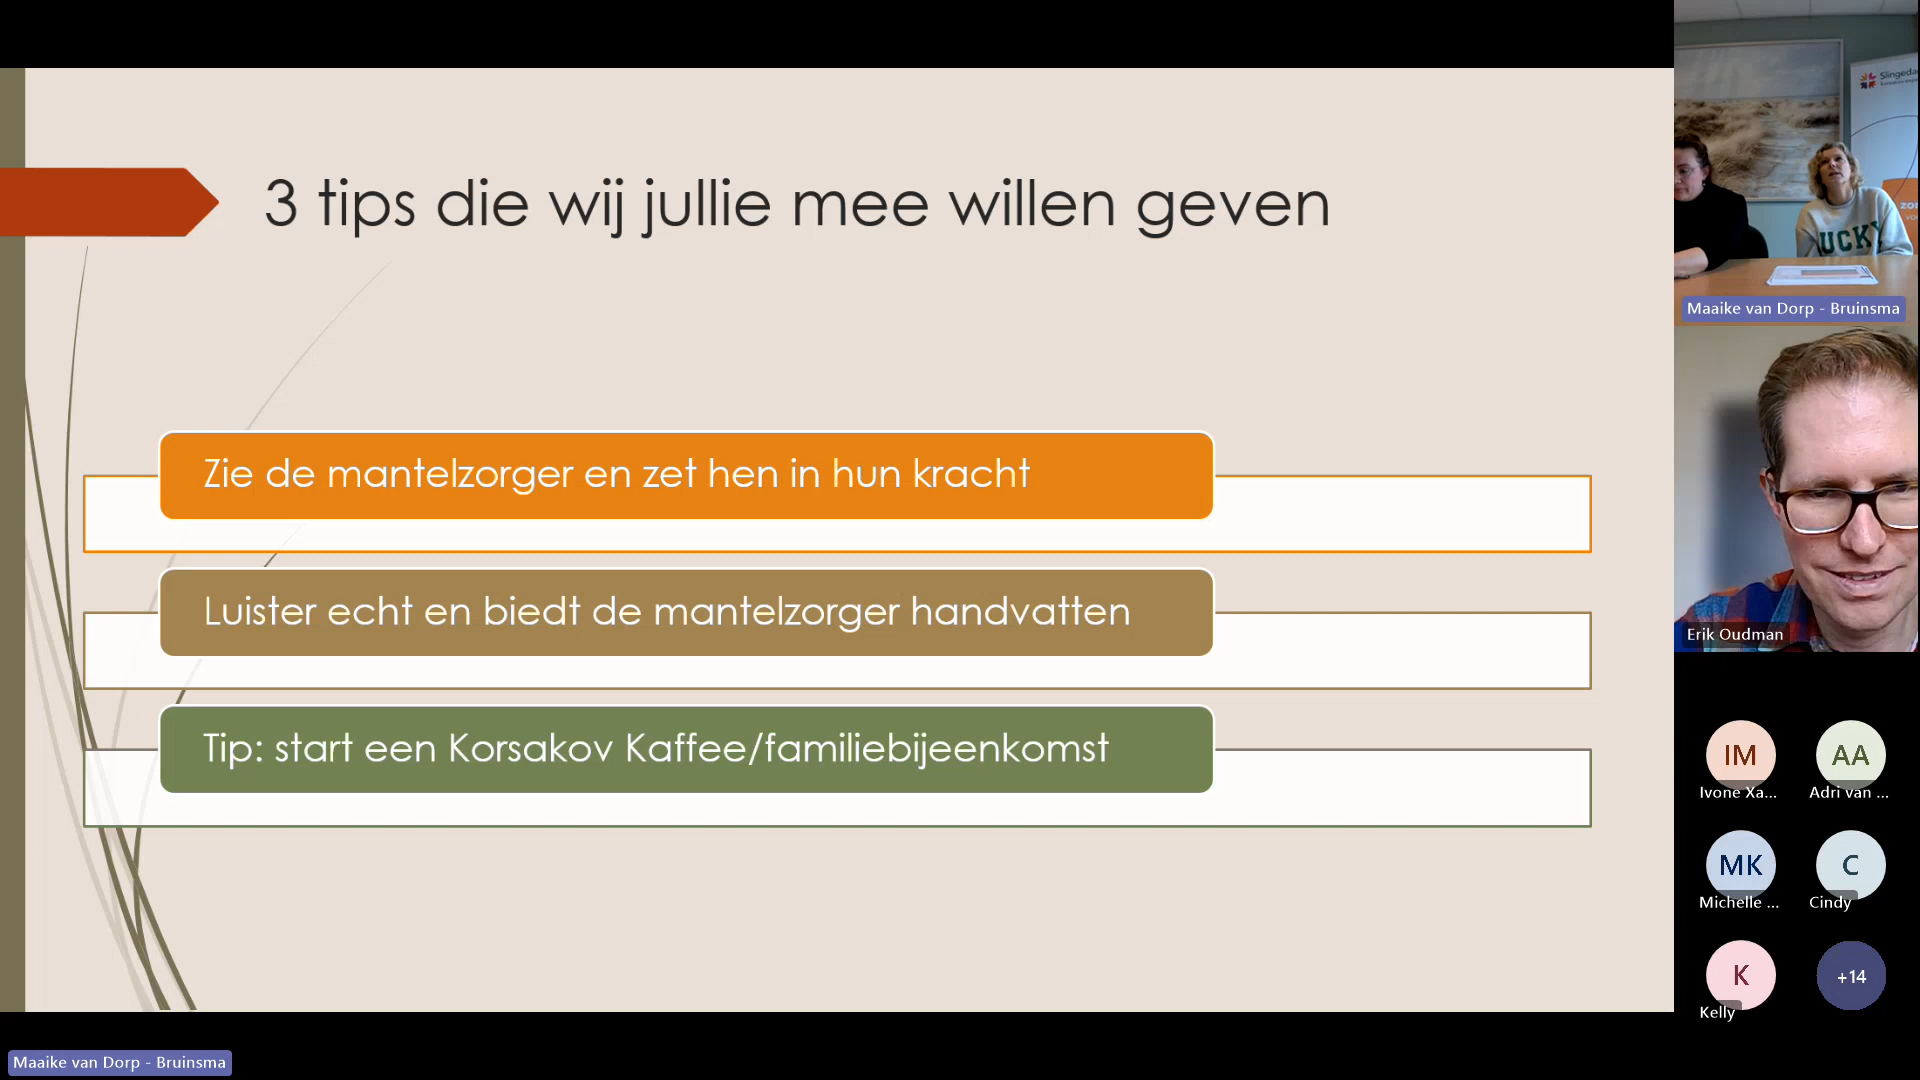 3 tips die wij jullie mee willen geven
Zie de mantelzorger en zet hen in hun kracht
Luister echt en biedt de mantelzorger handvatten
Tip: start een Korsakov Kaffee/familiebijeenkomst
Maaike van Dorp - Bruinsma
UCKY
Maaike van Dorp - Bruinsma
Erik Oudman
IM
AA
Ivone Xa...
Adri van ...
MK
C
Michelle ...
Cindy
K
+14
Kelly